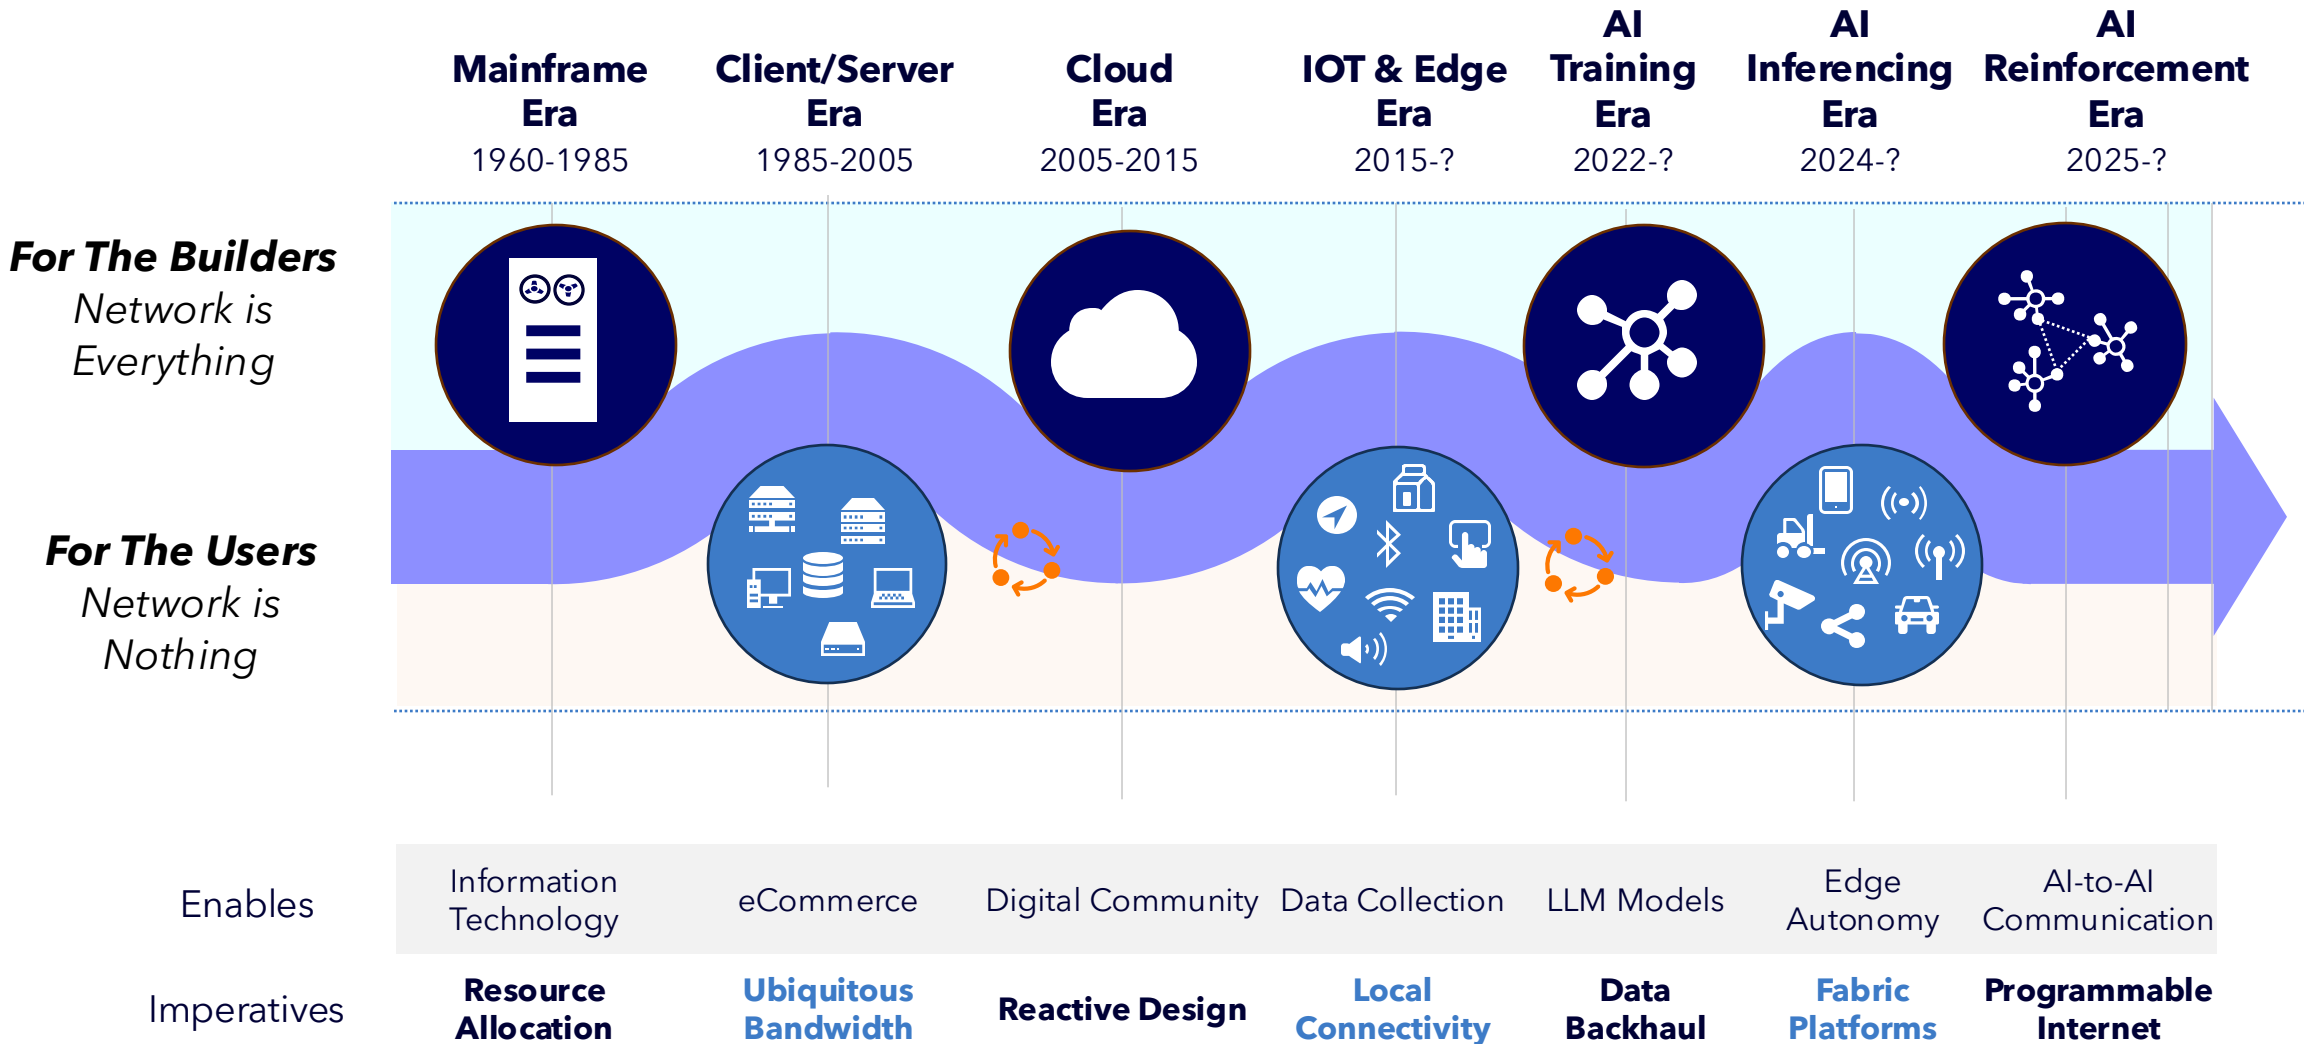 Mainframe
Era
1960-1985
Client/Server
Era
1985-2005
Cloud
Era
2005-2015
IOT & Edge
Era
2015-?
AI
Training
Era
2022-?
AI
Inferencing
Era
2024-?
AI
Reinforcement
Era
2025-?
For The Builders
Network is
Everything
For The Users
Network is
Nothing
Enables
Information
Technology
eCommerce
Digital Community
Data Collection
LLM Models
Edge
Autonomy
AI-to-AI
Communication
Imperatives
Resource
Allocation
Ubiquitous
Bandwidth
Reactive Design
Local
Connectivity
Data
Backhaul
Fabric
Platforms
Programmable
Internet